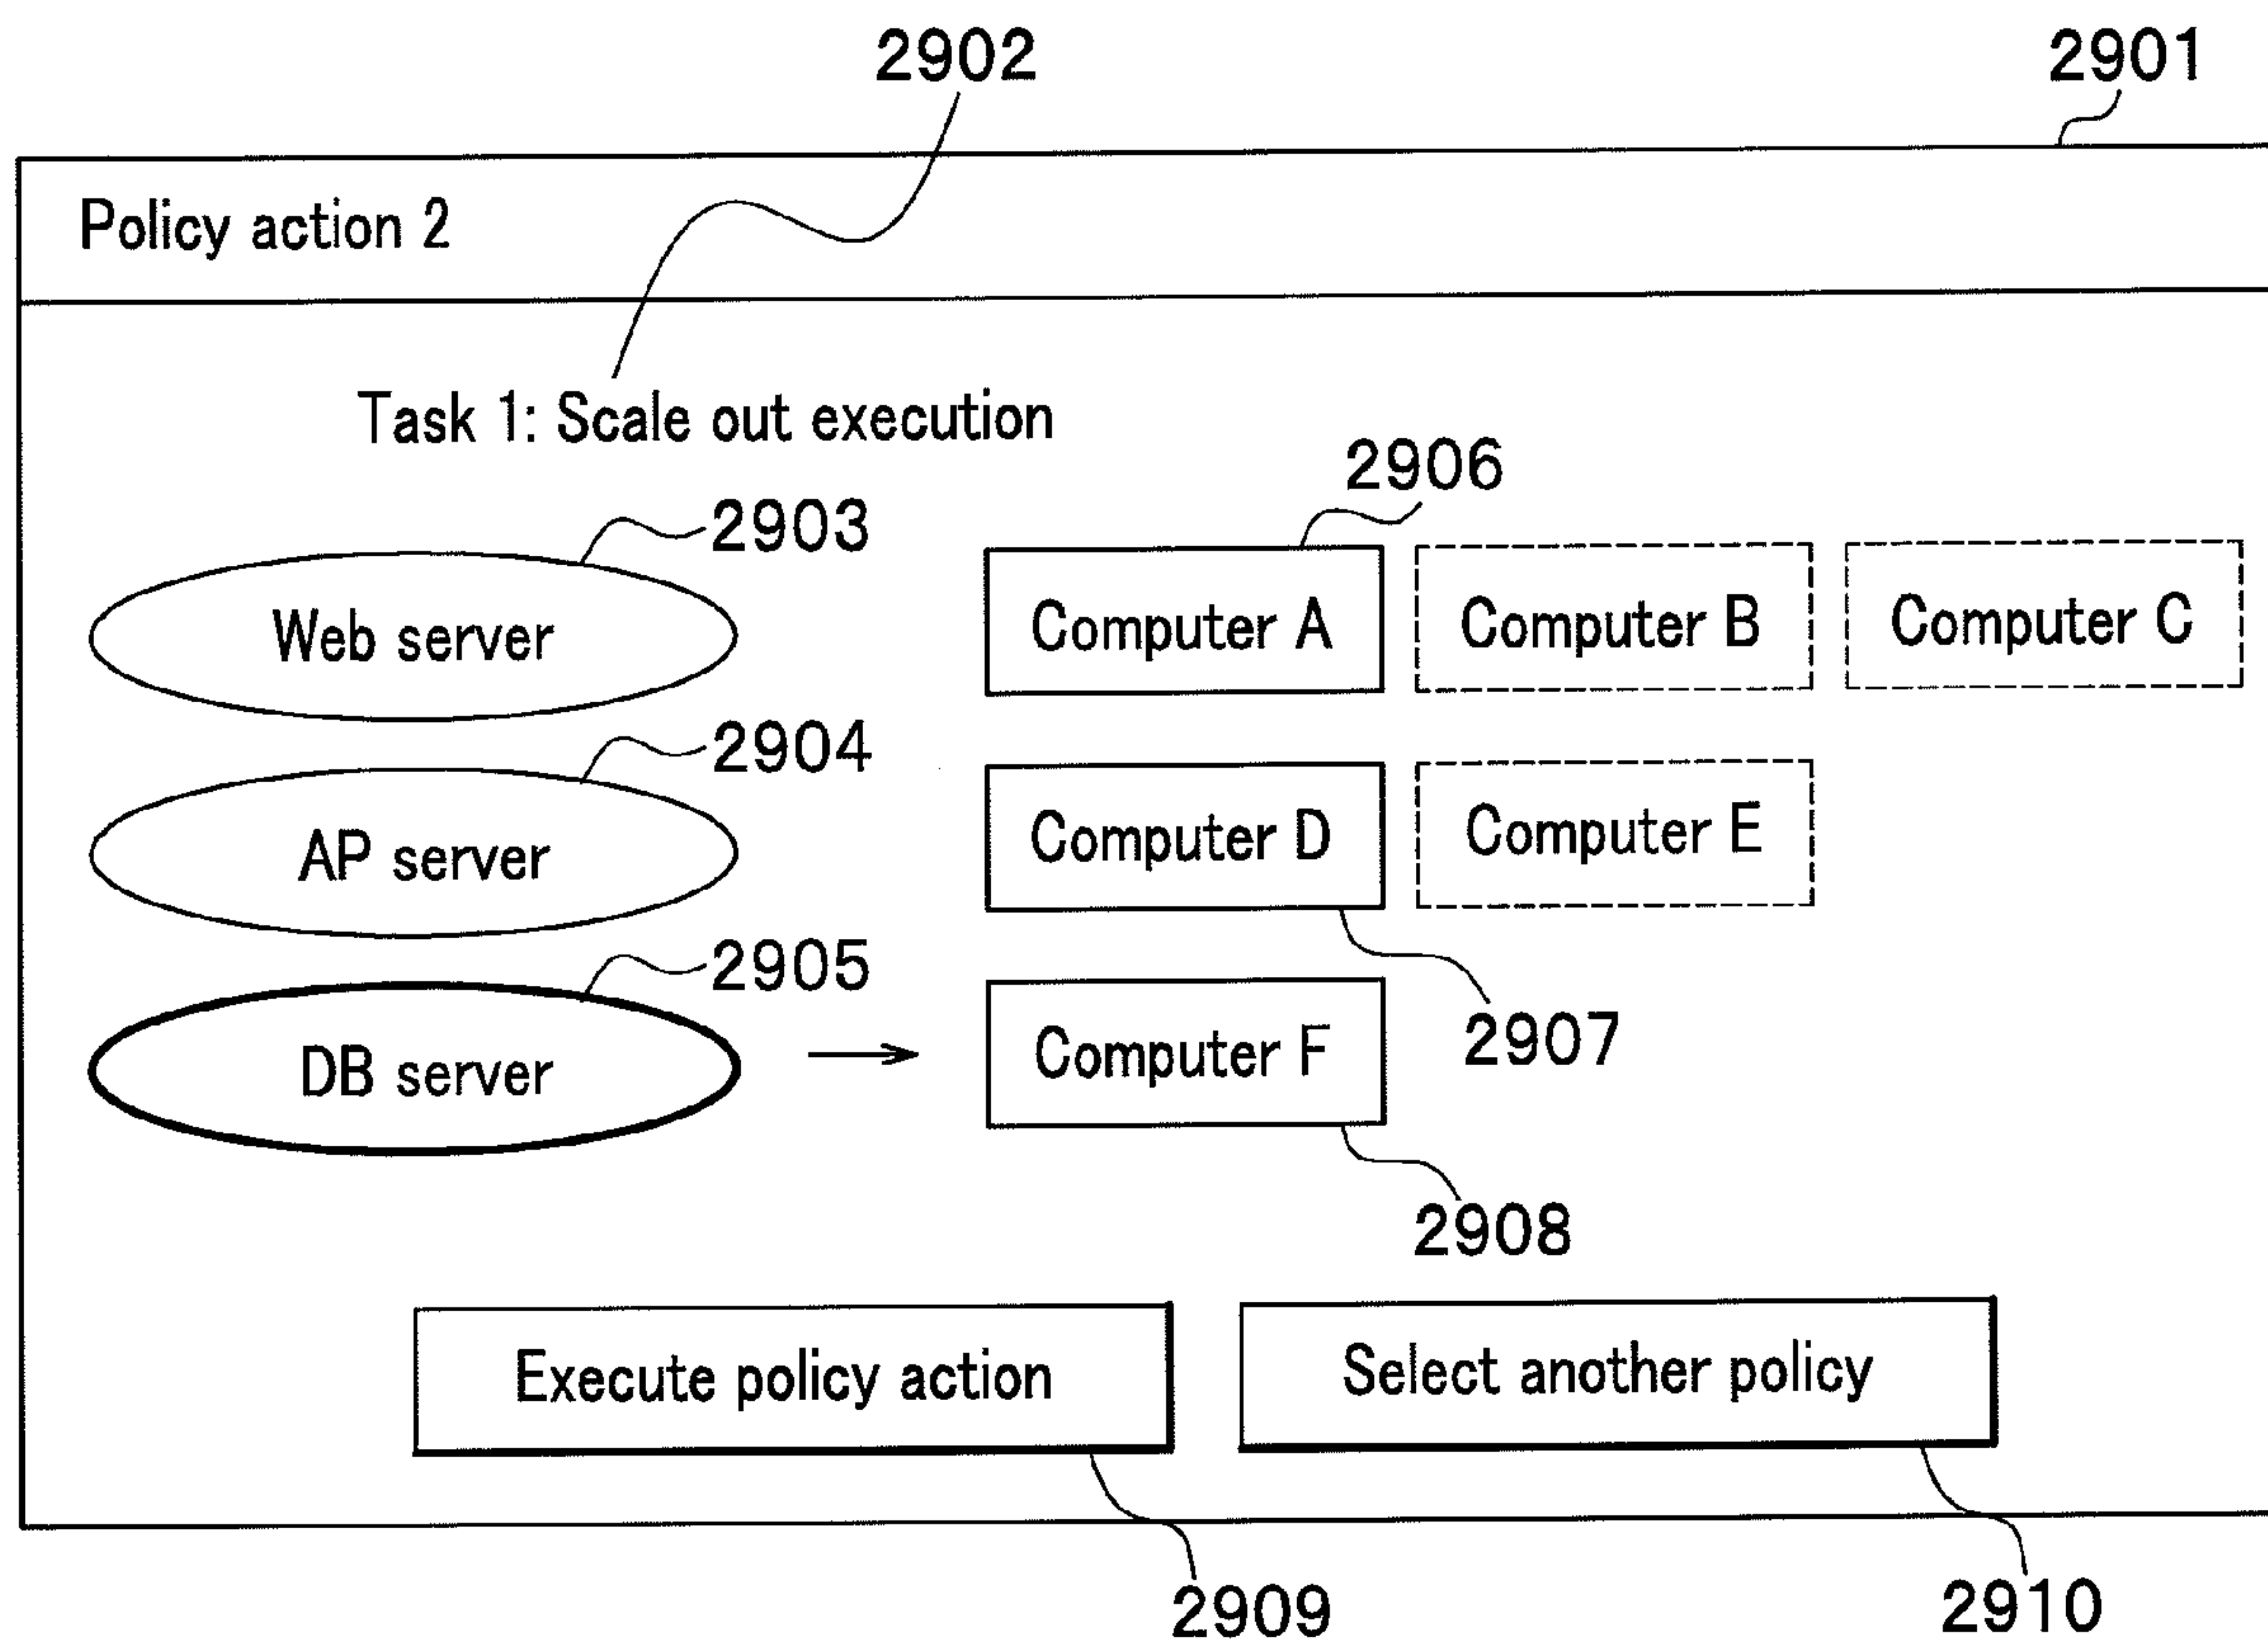 2902
2901
Policy action 2
Task 1: Scale out execution
2906
2903
Web server
Computer A
Computer B
Computer C
2904
AP server
Computer D
Computer E
2905
2907
DB server
Computer F
2908
Execute policy action
Select another policy
2909
2910